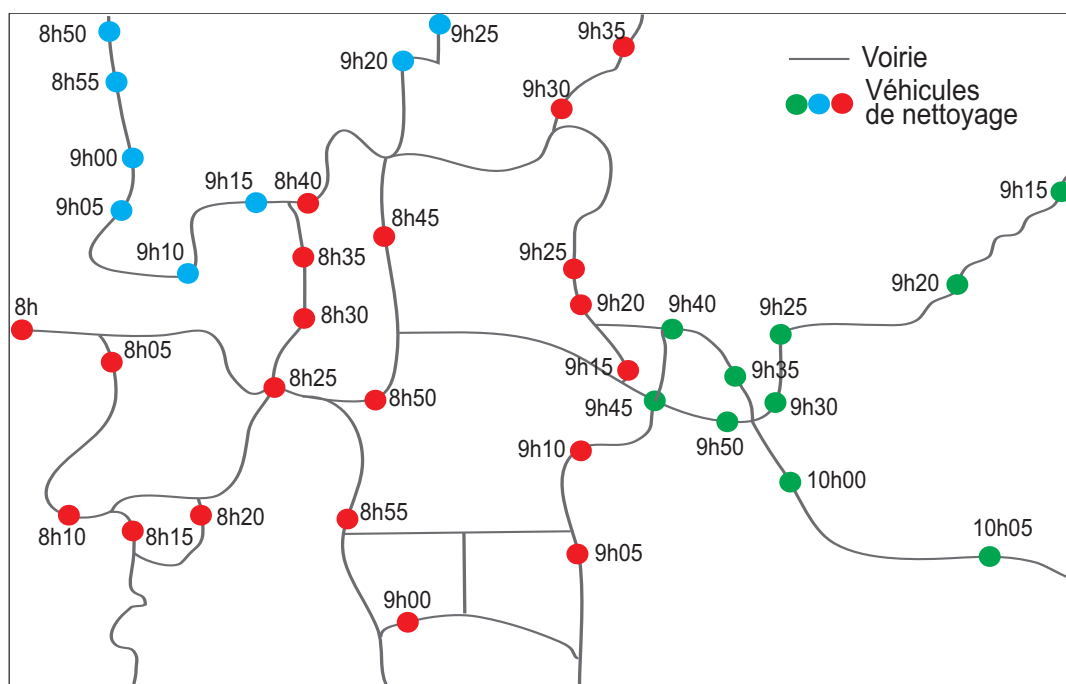 8h50
9h25
9h35
8h55
9h20
Voirie
9h30
Véhicules
de nettoyage
9h00
9h15
8h40
9h15
9h05
8h45
9h10
8h35
9h25
9h20
8h
8h30
9h20
9h40
9h25
8h05
8h25
9h15
9h35
8h50
9h45
9h30
9h50
9h10
10h00
8h10
8h15
8h20
8h55
10h05
9h05
9h00